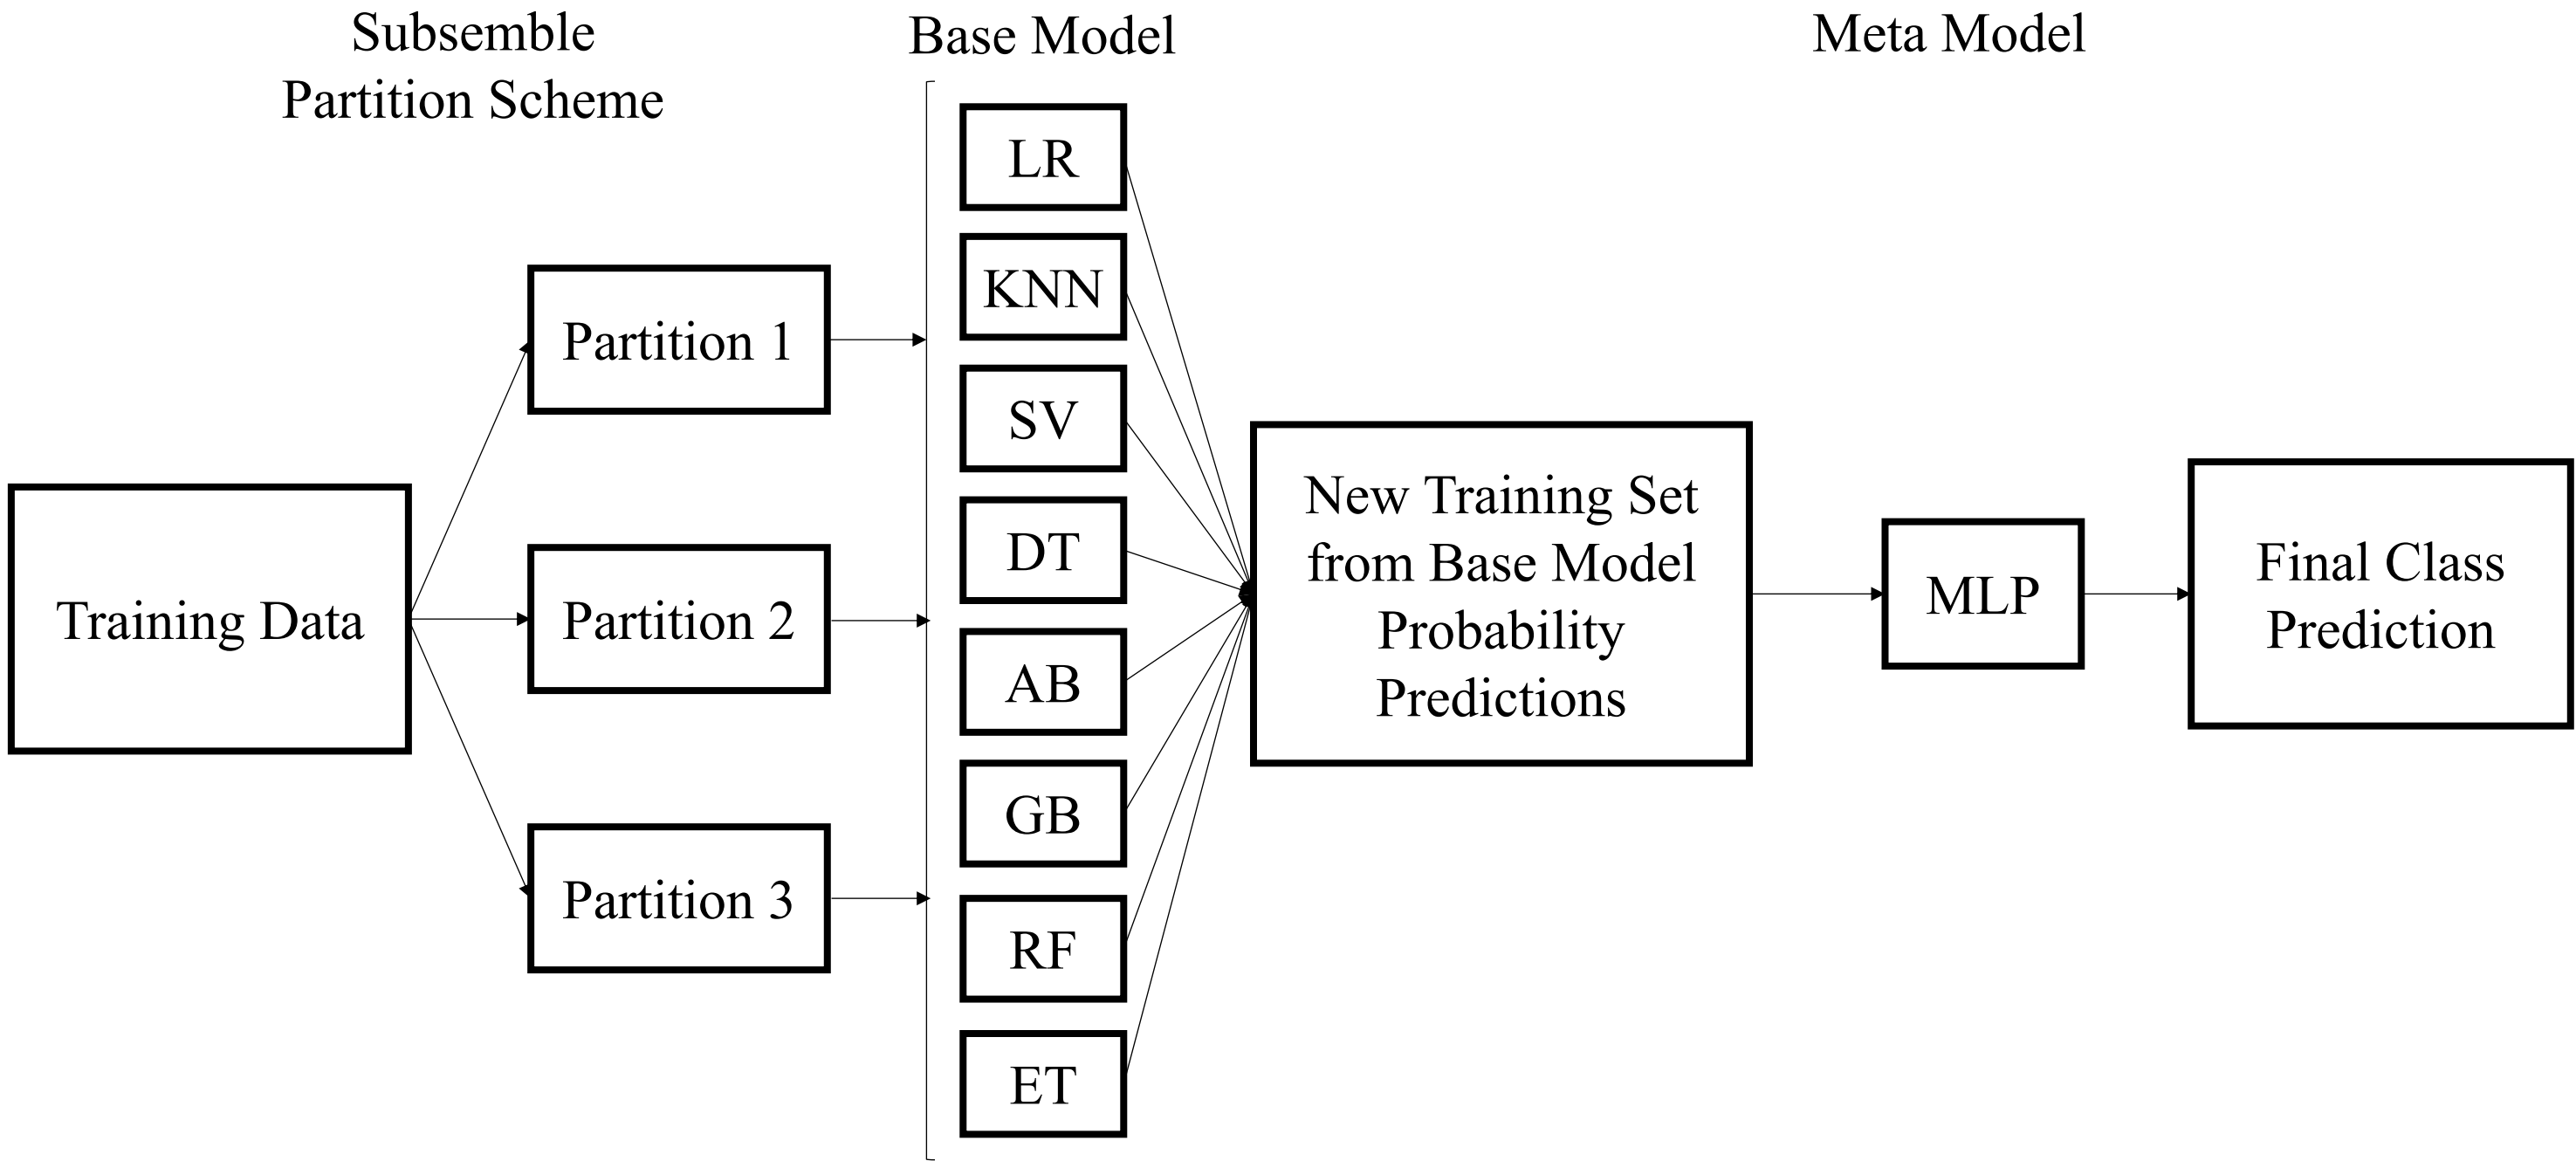 Subsemble
Partition Scheme
Base Model
Meta Model
Training Data
Partition 1
Partition 2
Partition 3
LR
KNN
SV
DT
AB
GB
RF
ET
New Training Set
from Base Model
Probability
Predictions
MLP
Final Class
Prediction